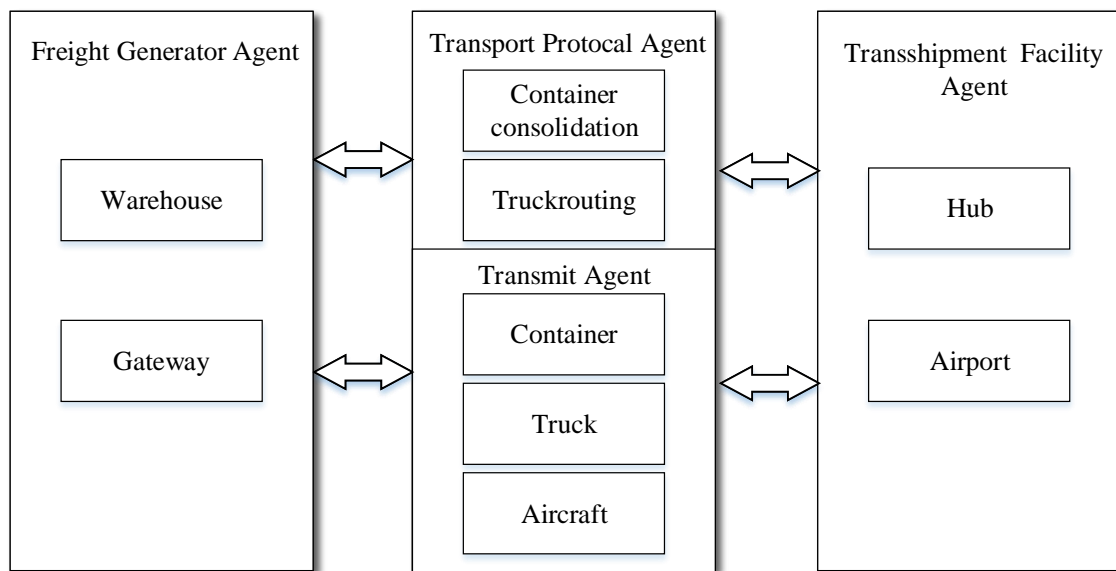 Freight Generator Agent
Warehouse
Gateway
Transport Protocal Agent
Container
consolidation
Truckrouting
Transmit Agent
Container
Truck
Aircraft
Transshipment Facility
Agent
Hub
Airport